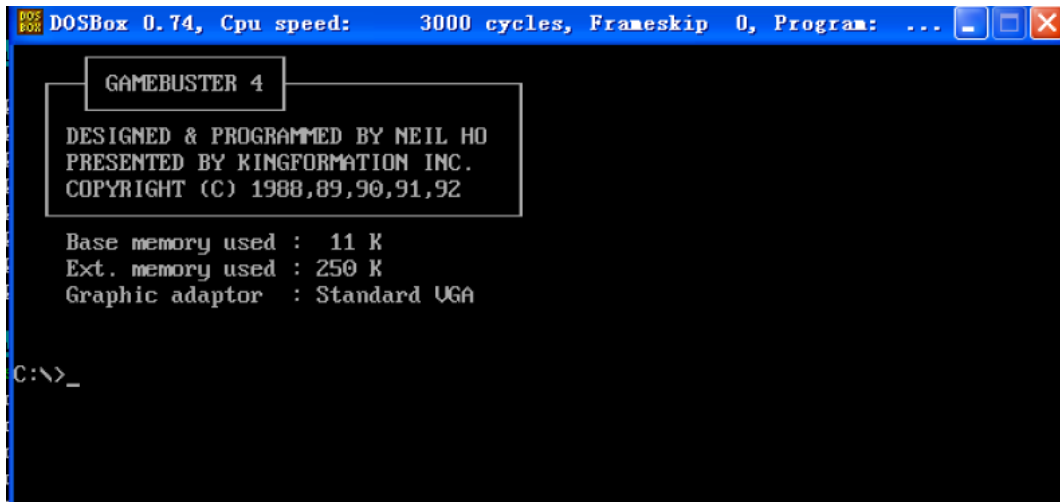 DOS
BOX
DOSBox 0.74, Cpu speed:     3000 cycles, Frameskip  0, Program:  ...
GAMEBUSTER 4
DESIGNED & PROGRAMMED BY NEIL HO
PRESENTED BY KINGFORMATION INC.
COPYRIGHT (C) 1988,89,90,91,92
Base memory used :  11 K
Ext. memory used : 250 K
Graphic adaptor  : Standard VGA
C:\>_